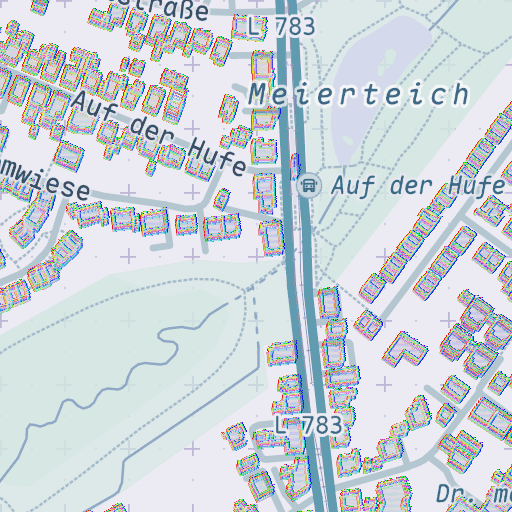 straße
L 783
Meierteich
Auf der Hufe
Auf der Hufe
mwiese
L 783
Dr.